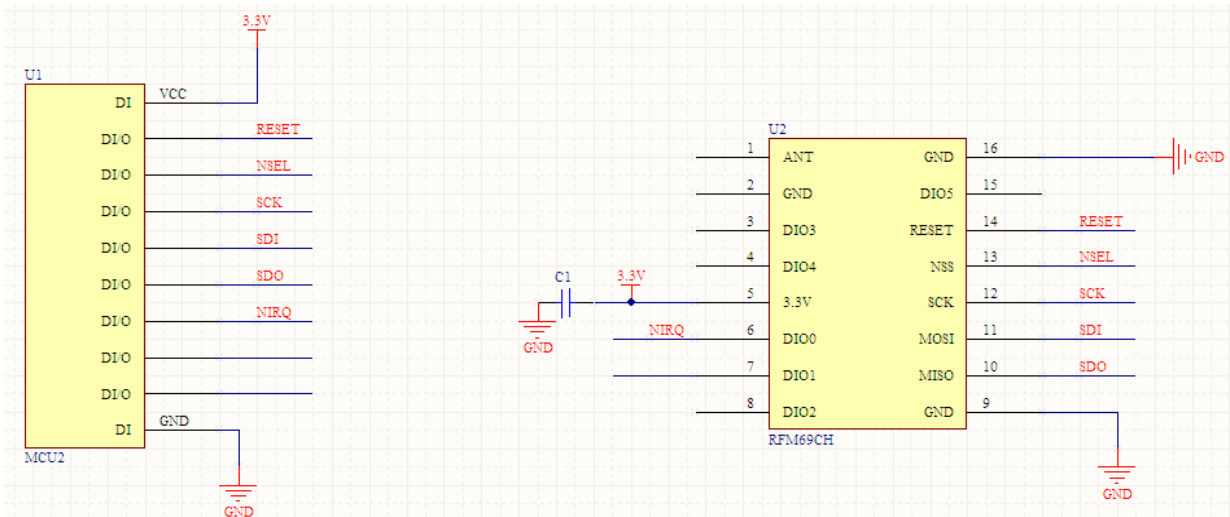 3.3V
U1
DI VCC
DI/O RESET
DI/O NSEL
DI/O SCK
DI/O SDI
DI/O SDO
DI/O NIRQ
DI/O
DI/O
DI GND
MCU2
GND
U2
1 ANT GND 16 GND
2 GND DIO5 15
3 DIO3 RESET 14 RESET
4 DIO4 NSS 13 NSEL
C1 3.3V
5 3.3V SCK 12 SCK
GND
NIRQ 6 DIO0 MOSI 11 SDI
7 DIO1 MISO 10 SDO
8 DIO2 GND 9
RFM69CH
GND